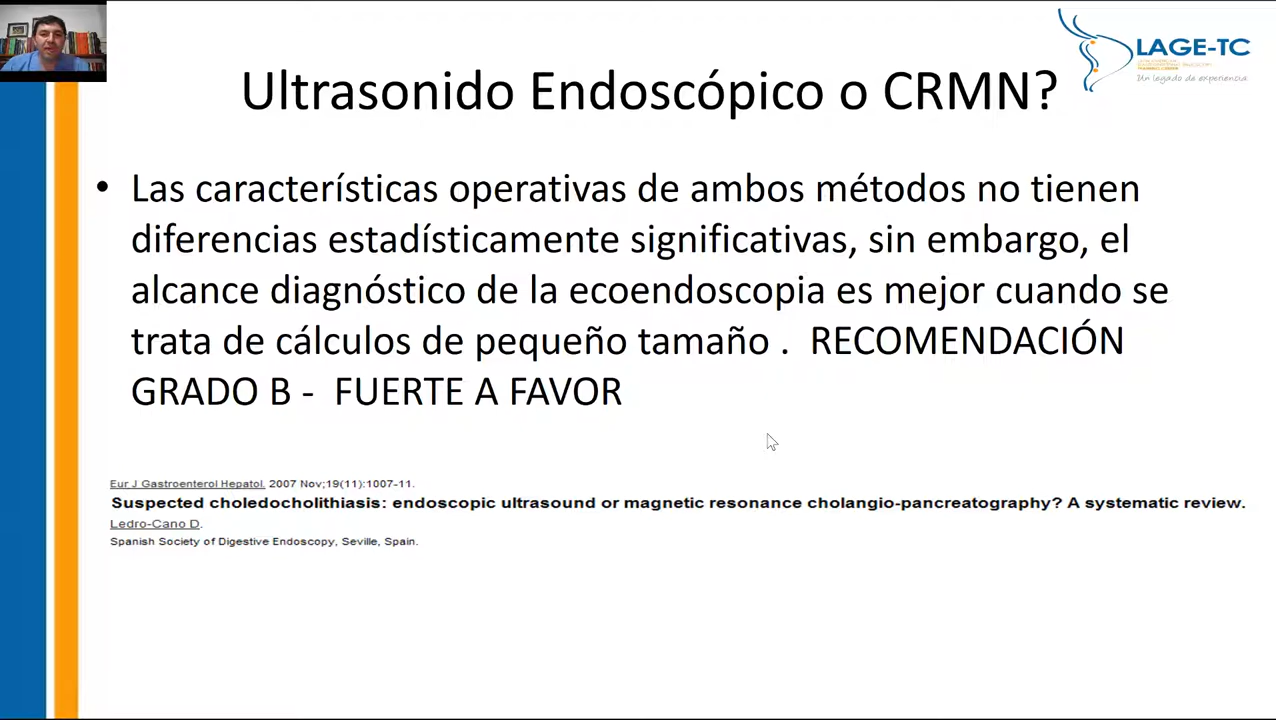 LAGE-TC
Un legado de experiencia
Ultrasonido Endoscópico o CRMN?
• Las características operativas de ambos métodos no tienen
diferencias estadísticamente significativas, sin embargo, el
alcance diagnóstico de la ecoendoscopia es mejor cuando se
trata de cálculos de pequeño tamaño . RECOMENDACIÓN
GRADO B - FUERTE A FAVOR
Eur J Gastroenterol Hepatol. 2007 Nov;19(11):1007-11.
Suspected choledocholithiasis: endoscopic ultrasound or magnetic resonance cholangio-pancreatography? A systematic review.
Ledro-Cano D.
Spanish Society of Digestive Endoscopy, Seville, Spain.